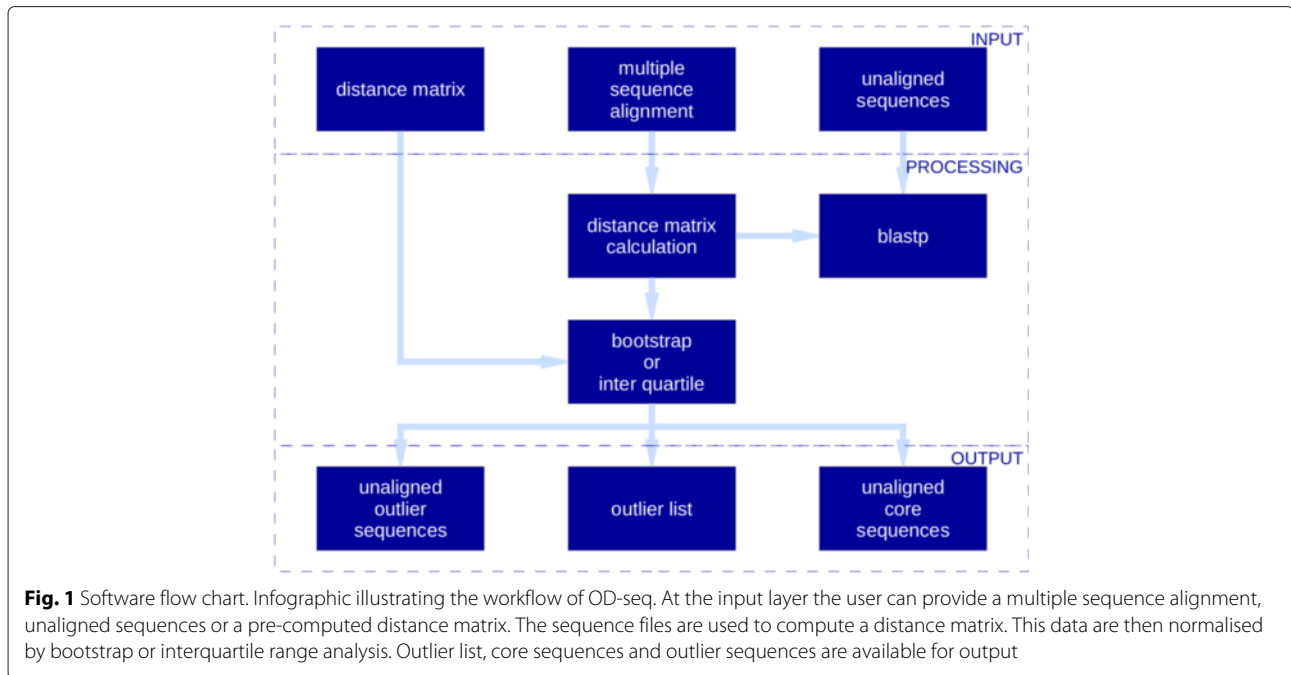 INPUT
distance matrix
multiple
sequence
alignment
unaligned
sequences
PROCESSING
distance matrix
calculation
blastp
bootstrap
or
inter quartile
OUTPUT
unaligned
outlier
sequences
outlier list
unaligned
core
sequences
Fig. 1 Software flow chart. Infographic illustrating the workflow of OD-seq. At the input layer the user can provide a multiple sequence alignment,
unaligned sequences or a pre-computed distance matrix. The sequence files are used to compute a distance matrix. This data are then normalised
by bootstrap or interquartile range analysis. Outlier list, core sequences and outlier sequences are available for output